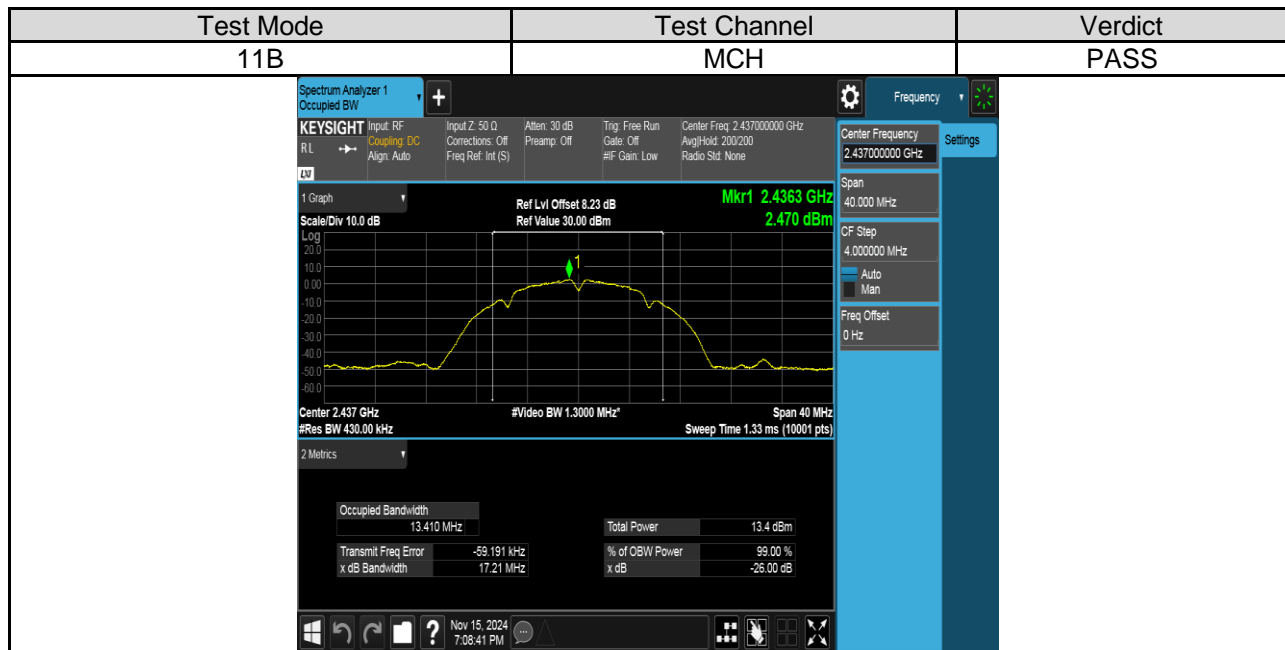 Test Mode Test Channel Verdict
11B MCH PASS
Spectrum Analyzer 1
Occupied BW
+
Frequency
KEYSIGHT Input: RF Input Z: 50 Ω Atten: 30 dB Trig: Free Run Center Freq: 2.437000000 GHz
RL Coupling: DC Corrections: Off Preamp: Off Gate: Off Avg|Hold: 200/200
Align: Auto Freq Ref: Int (S) #IF Gain: Low Radio Std: None
LXI
Center Frequency
2.437000000 GHz
Settings
Span
40.000 MHz
CF Step
4.000000 MHz
Auto
Man
Freq Offset
0 Hz
1 Graph Ref Lvl Offset 8.23 dB Mkr1 2.4363 GHz
Scale/Div 10.0 dB Ref Value 30.00 dBm 2.470 dBm
Log
20.0
10.0
1
0.00
-10.0
-20.0
-30.0
-40.0
-50.0
-60.0
Center 2.437 GHz #Video BW 1.3000 MHz* Span 40 MHz
#Res BW 430.00 kHz Sweep Time 1.33 ms (10001 pts)
2 Metrics
Occupied Bandwidth
13.410 MHz Total Power 13.4 dBm
Transmit Freq Error -59.191 kHz % of OBW Power 99.00 %
x dB Bandwidth 17.21 MHz x dB -26.00 dB
? Nov 15, 2024
7:08:41 PM